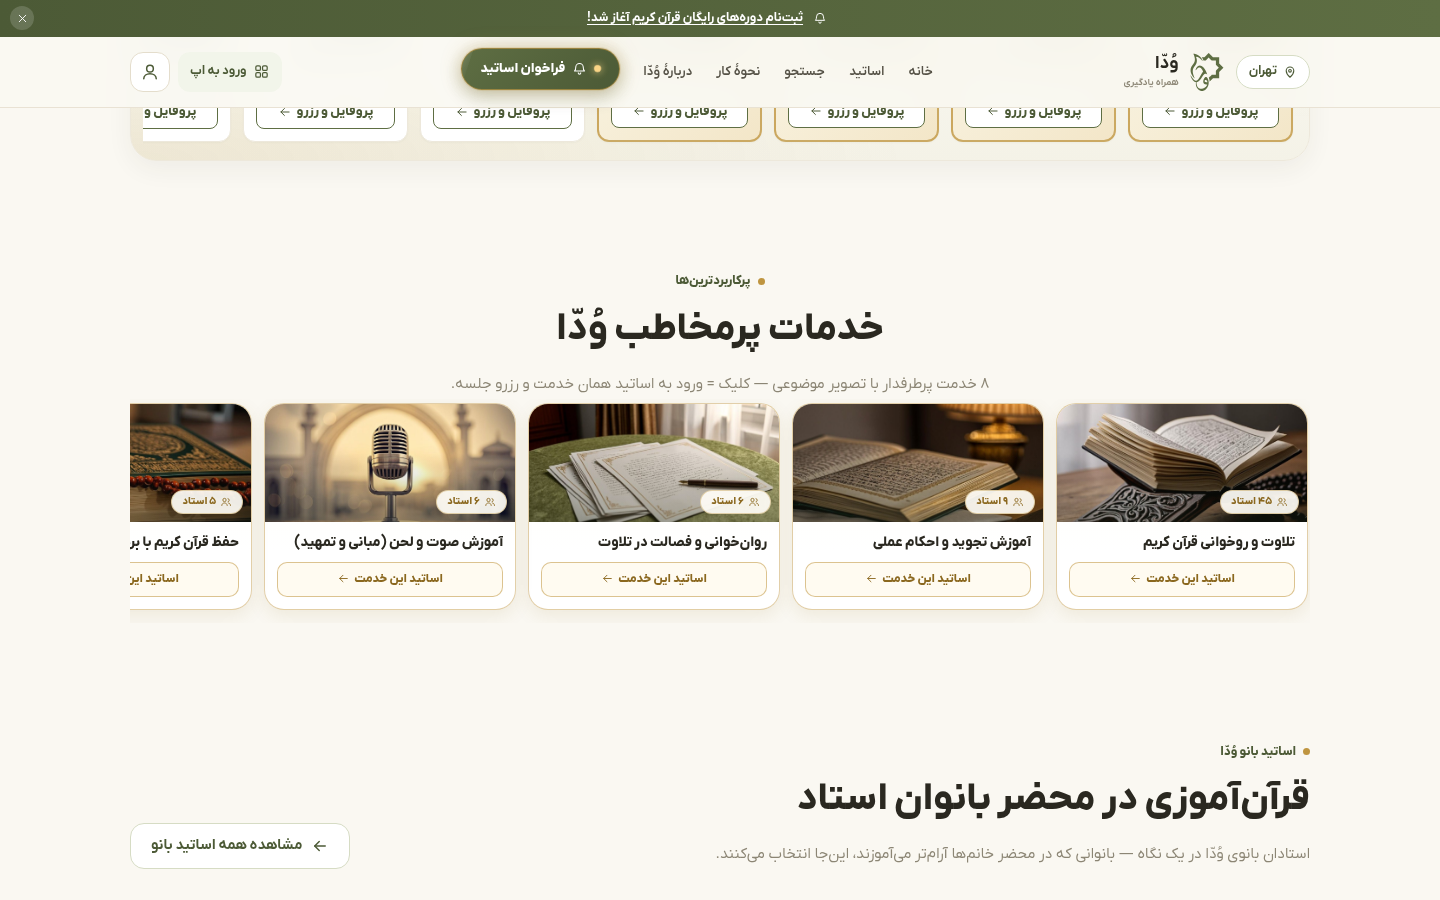 ثبت‌نام دوره‌های رایگان قرآن کریم آغاز شد!
تهران
وُدّا
همراه یادگیری
خانه
اساتید
جستجو
نحوهٔ کار
دربارهٔ وُدّا
فراخوان اساتید
ورود به اپ
پروفایل و رزرو
پروفایل و رزرو
پروفایل و رزرو
پروفایل و رزرو
پروفایل و رزرو
پروفایل و رزرو
پروفایل و رزرو
پرکاربردترین‌ها
خدمات پرمخاطب وُدّا
۸ خدمت پرطرفدار با تصویر موضوعی — کلیک = ورود به اساتید همان خدمت و رزرو جلسه.
۴۵ استاد
تلاوت و روخوانی قرآن کریم
اساتید این خدمت
۹ استاد
آموزش تجوید و احکام عملی
اساتید این خدمت
۶ استاد
روان‌خوانی و فصالت در تلاوت
اساتید این خدمت
۶ استاد
آموزش صوت و لحن (مبانی و تمهید)
اساتید این خدمت
۵ استاد
حفظ قرآن کریم با بر
اساتید این
اساتید بانو وُدّا
قرآن‌آموزی در محضر بانوان استاد
استادان بانوی وُدّا در یک نگاه — بانوانی که در محضر خانم‌ها آرام‌تر می‌آموزند، این‌جا انتخاب می‌کنند.
مشاهده همه اساتید بانو